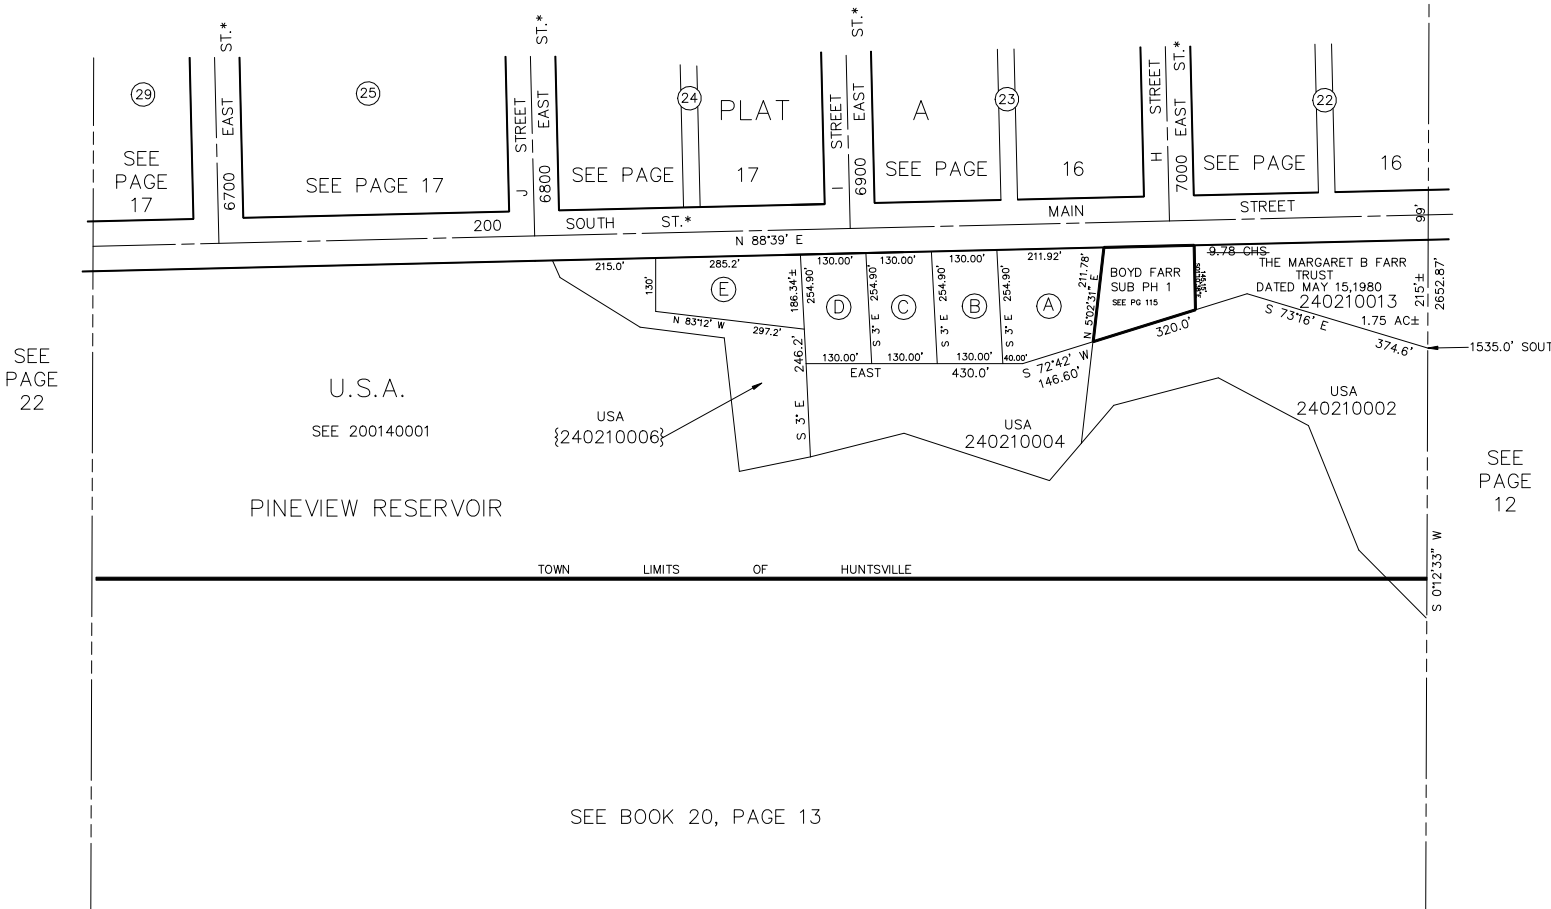 ST.*
EAST
6700
ST.*
EAST
6800
J STREET
ST.*
EAST
6900
I STREET
ST.*
EAST
7000
H STREET
29
25
24
23
22
PLAT A
SEE
PAGE
17
SEE PAGE 17
SEE PAGE 17
SEE PAGE 16
SEE PAGE 16
200 SOUTH ST.* MAIN STREET
99'
N 88°39' E
215.0'
285.2'
130.00'
130.00'
130.00'
211.92'
9.78 CHS
130'
E
186.34'±
254.90'
D
254.90'
S 3° E
C
254.90'
S 3° E
B
254.90'
S 3° E
A
211.78'
N 5°02'31" E
BOYD FARR
SUB PH 1
SEE PG 115
THE MARGARET B FARR
TRUST
DATED MAY 15,1980
240210013
1.75 AC±
215'±
2652.87'
N 83°12' W
297.2'
246.2'
S 3° E
130.00'
130.00'
130.00'
40.00'
EAST 430.0'
S 72°42' W
146.60'
320.0'
S 73°16' E
374.6'
1535.0' SOUT
SEE
PAGE
22
U.S.A.
SEE 200140001
USA
{240210006}
USA
240210004
USA
240210002
SEE
PAGE
12
PINEVIEW RESERVOIR
S 0°12'33" W
TOWN LIMITS OF HUNTSVILLE
SEE BOOK 20, PAGE 13